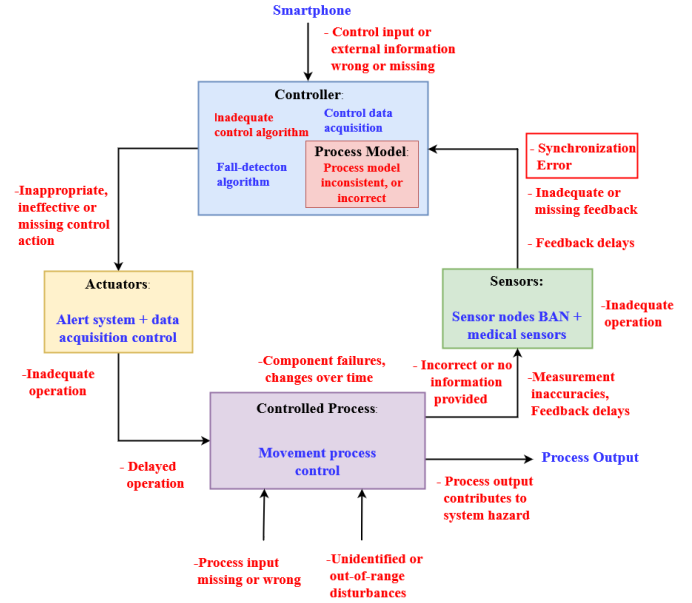 Smartphone
- Control input or
external information
wrong or missing
Controller:
Inadequate
control algorithm
Control data
acquisition
Fall-detecton
algorithm
Process Model:
Process model
inconsistent, or
incorrect
- Synchronization
Error
- Inadequate or
missing feedback
- Feedback delays
-Inappropriate,
ineffective or
missing control
action
Actuators:
Alert system + data
acquisition control
Sensors:
Sensor nodes BAN +
medical sensors
-Inadequate
operation
-Inadequate
operation
-Component failures,
changes over time
- Incorrect or no
information
provided
-Measurement
inaccuracies,
Feedback delays
Controlled Process:
Movement process
control
- Delayed
operation
Process Output
- Process output
contributes to
system hazard
-Process input
missing or wrong
-Unidentified or
out-of-range
disturbances